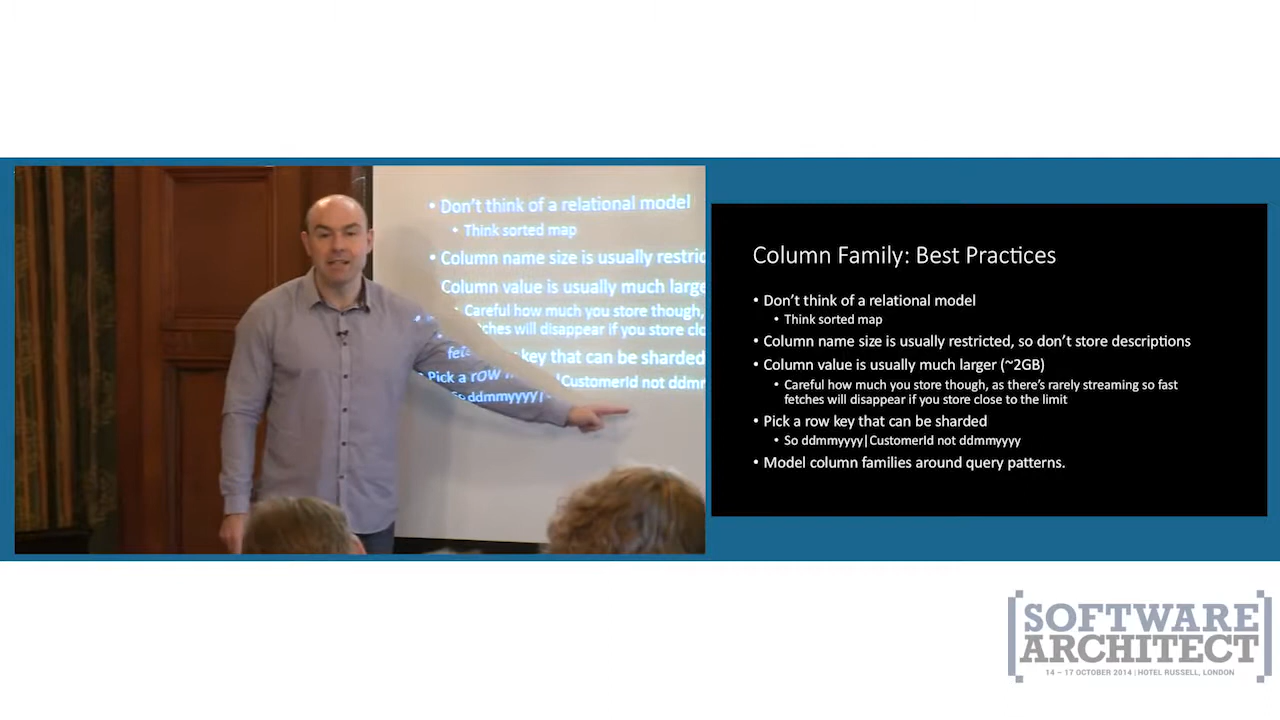 • Don't think of a relational model
• Think sorted map
• Column name size is usually restric
Column value is usually much large
• Careful how much you store though,
ches will disappear if you store clo
key that can be sharded
Pick a row
CustomerId not ddmm
So ddmmyyyy|
Column Family: Best Practices
• Don't think of a relational model
• Think sorted map
• Column name size is usually restricted, so don't store descriptions
• Column value is usually much larger (~2GB)
• Careful how much you store though, as there's rarely streaming so fast
fetches will disappear if you store close to the limit
• Pick a row key that can be sharded
• So ddmmyyyy|CustomerId not ddmmyyyy
• Model column families around query patterns.
[SOFTWARE
ARCHITECT]
14 – 17 OCTOBER 2014 | HOTEL RUSSELL, LONDON